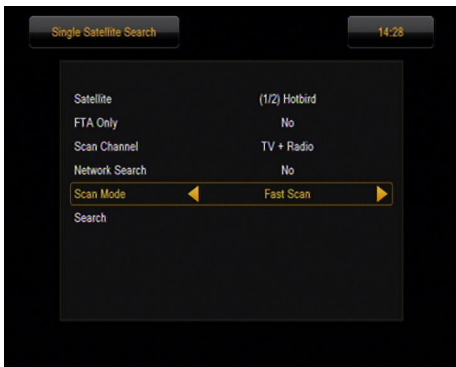 Single Satellite Search 14:28
Satellite (1/2) Hotbird
FTA Only No
Scan Channel TV + Radio
Network Search No
Scan Mode Fast Scan
Search